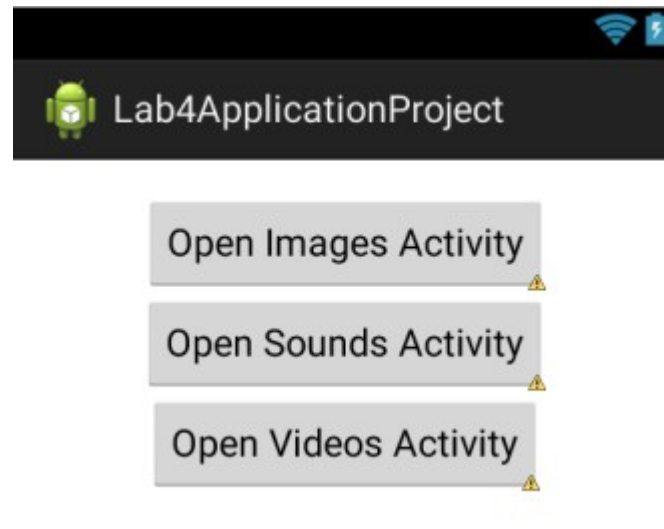 Lab4ApplicationProject
Open Images Activity
Open Sounds Activity
Open Videos Activity